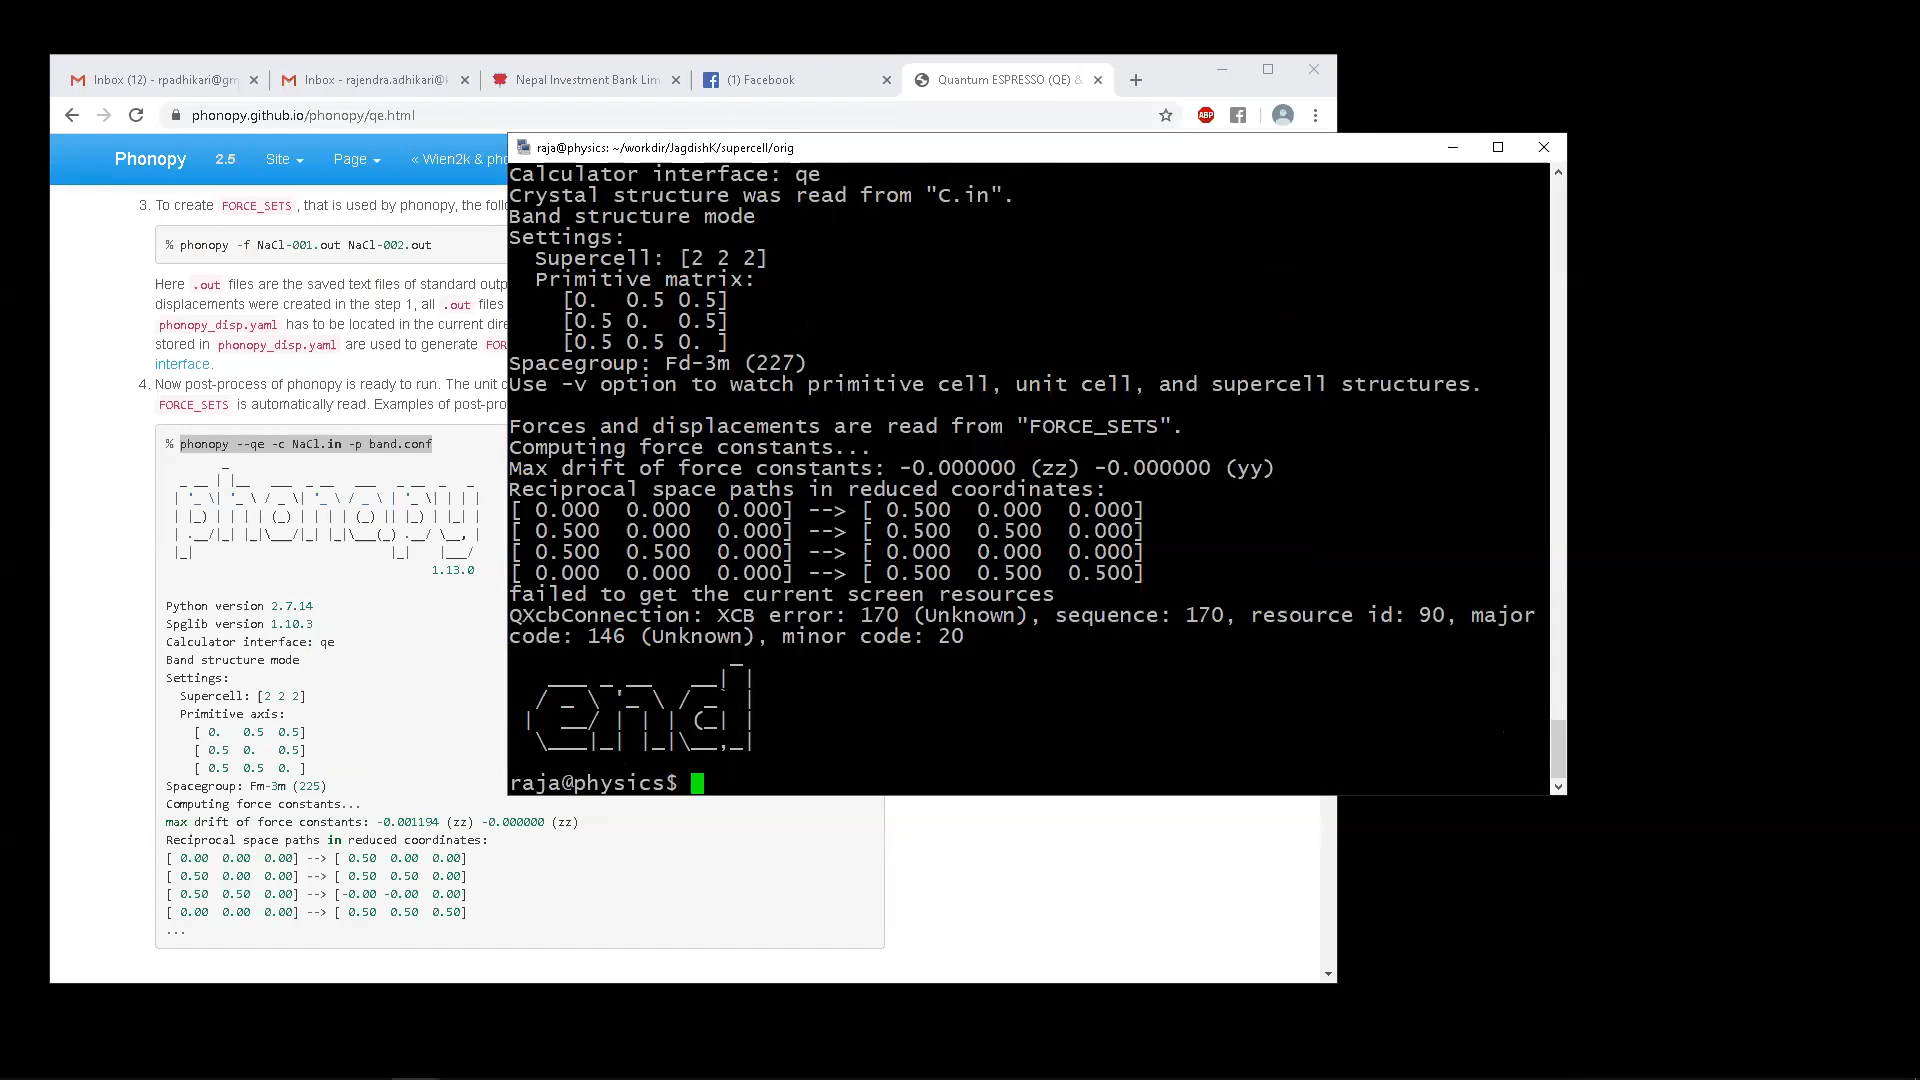 Inbox (12) - rpadhikari@gm
Inbox - rajendra.adhikari@
Nepal Investment Bank Lim
(1) Facebook
Quantum ESPRESSO (QE) &
phonopy.github.io/phonopy/qe.html
ABP
Phonopy 2.5 Site Page « Wien2k & pho
3. To create FORCE_SETS , that is used by phonopy, the foll
% phonopy -f NaCl-001.out NaCl-002.out
Here .out files are the saved text files of standard outp
displacements were created in the step 1, all .out files
phonopy_disp.yaml has to be located in the current dire
stored in phonopy_disp.yaml are used to generate FOR
interface.
4. Now post-process of phonopy is ready to run. The unit c
FORCE_SETS is automatically read. Examples of post-pro
% phonopy --qe -c NaCl.in -p band.conf
phonopy
1.13.0
Python version 2.7.14
Spglib version 1.10.3
Calculator interface: qe
Band structure mode
Settings:
Supercell: [2 2 2]
Primitive axis:
[ 0. 0.5 0.5]
[ 0.5 0. 0.5]
[ 0.5 0.5 0. ]
Spacegroup: Fm-3m (225)
Computing force constants...
max drift of force constants: -0.001194 (zz) -0.000000 (zz)
Reciprocal space paths in reduced coordinates:
[ 0.00 0.00 0.00] --> [ 0.50 0.00 0.00]
[ 0.50 0.00 0.00] --> [ 0.50 0.50 0.00]
[ 0.50 0.50 0.00] --> [-0.00 -0.00 0.00]
[ 0.00 0.00 0.00] --> [ 0.50 0.50 0.50]
...
raja@physics: ~/workdir/JagdishK/supercell/orig
Calculator interface: qe
Crystal structure was read from "C.in".
Band structure mode
Settings:
Supercell: [2 2 2]
Primitive matrix:
[0. 0.5 0.5]
[0.5 0. 0.5]
[0.5 0.5 0. ]
Spacegroup: Fd-3m (227)
Use -v option to watch primitive cell, unit cell, and supercell structures.
Forces and displacements are read from "FORCE_SETS".
Computing force constants...
Max drift of force constants: -0.000000 (zz) -0.000000 (yy)
Reciprocal space paths in reduced coordinates:
[ 0.000 0.000 0.000] --> [ 0.500 0.000 0.000]
[ 0.500 0.000 0.000] --> [ 0.500 0.500 0.000]
[ 0.500 0.500 0.000] --> [ 0.000 0.000 0.000]
[ 0.000 0.000 0.000] --> [ 0.500 0.500 0.500]
failed to get the current screen resources
QXcbConnection: XCB error: 170 (Unknown), sequence: 170, resource id: 90, major
code: 146 (Unknown), minor code: 20
end
raja@physics$